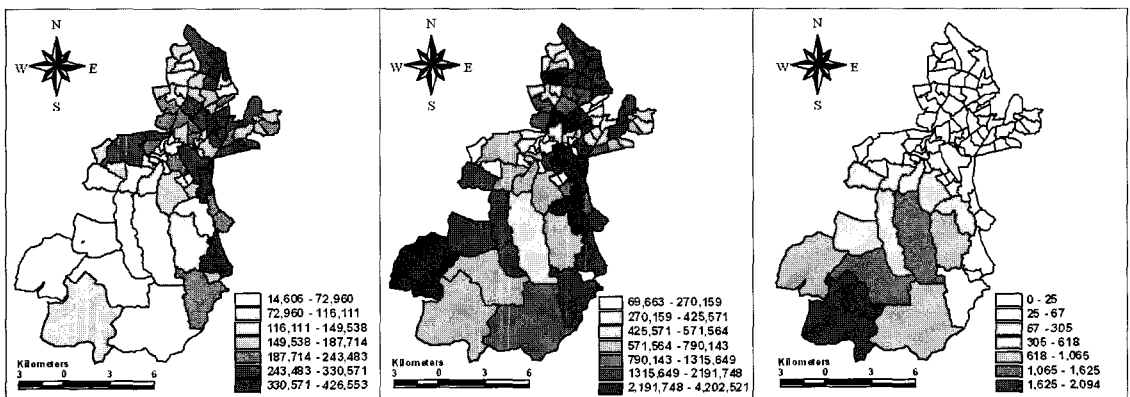 N
W E
S
14,606 - 72,960
72,960 - 116,111
116,111 - 149,538
149,538 - 187,714
187,714 - 243,483
243,483 - 330,571
330,571 - 426,553
Kilometers
3 0 3 6
N
W E
S
69,663 - 270,159
270,159 - 425,571
425,571 - 571,564
571,564 - 790,143
790,143 - 1315,649
1315,649 - 2191,748
2,191,748 - 4,202,521
Kilometers
3 0 3 6
N
W E
S
0 - 25
25 - 67
67 - 305
305 - 618
618 - 1,065
1,065 - 1,625
1,625 - 2,094
Kilometers
3 0 3 6